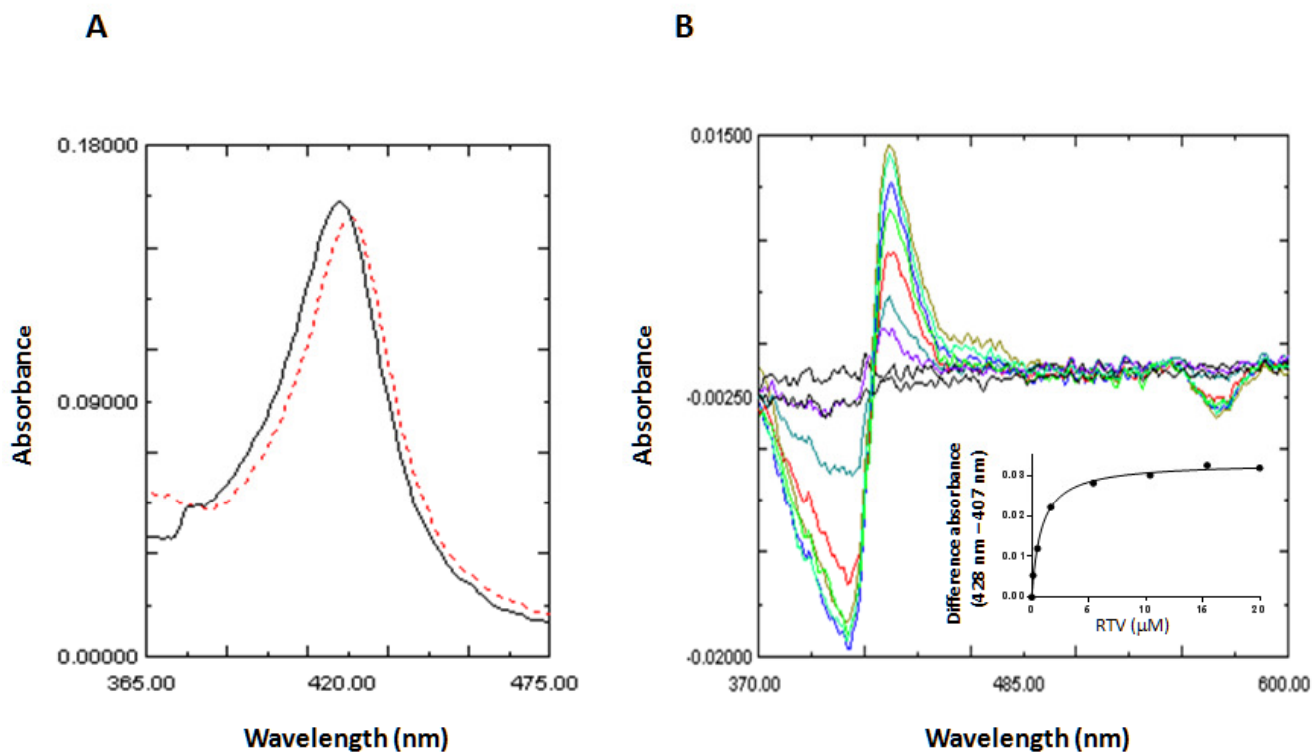 A
B
0.18000
0.09000
0.00000
365.00
420.00
475.00
Absorbance
Wavelength (nm)
0.01500
-0.00250
-0.02000
370.00
485.00
600.00
Absorbance
Wavelength (nm)
0.03
0.02
0.01
0.00
0
6
10
16
20
RTV (μM)
Difference absorbance
(428 nm – 407 nm)